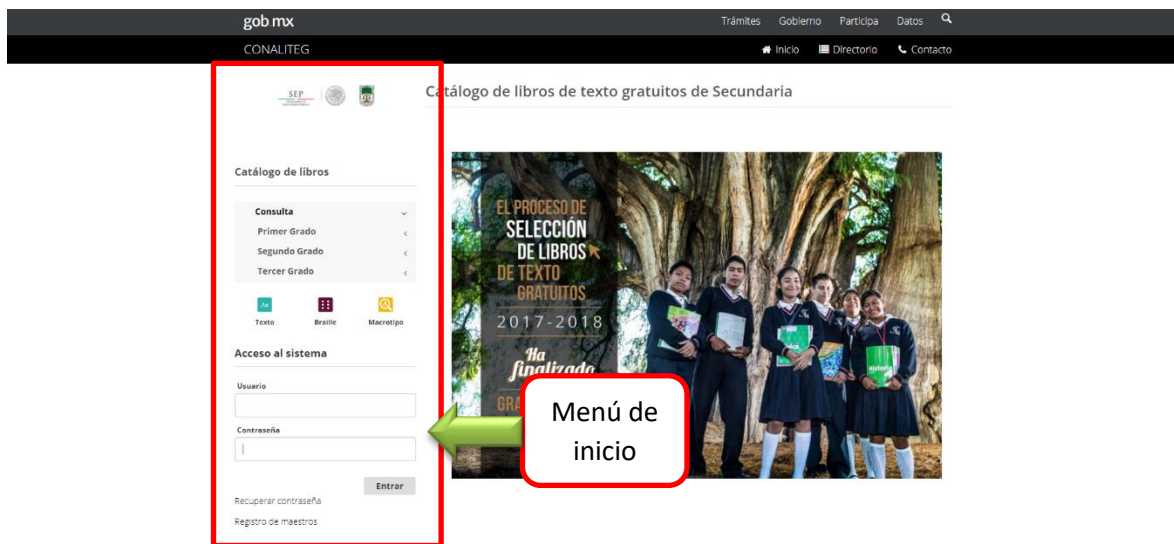 gob mx
Trámites Gobierno Participa Datos
CONALITEG
Inicio Directorio Contacto
SEP
Catálogo de libros de texto gratuitos de Secundaria
Catálogo de libros
Consulta
Primer Grado
Segundo Grado
Tercer Grado
Texto Braille Macrotipo
Acceso al sistema
Usuario
Contraseña
Entrar
Recuperar contraseña
Registro de maestros
EL PROCESO DE
SELECCIÓN
DE LIBROS
DE TEXTO
GRATUITOS
2017-2018
Ha
finalizado
Historia
Menú de
inicio